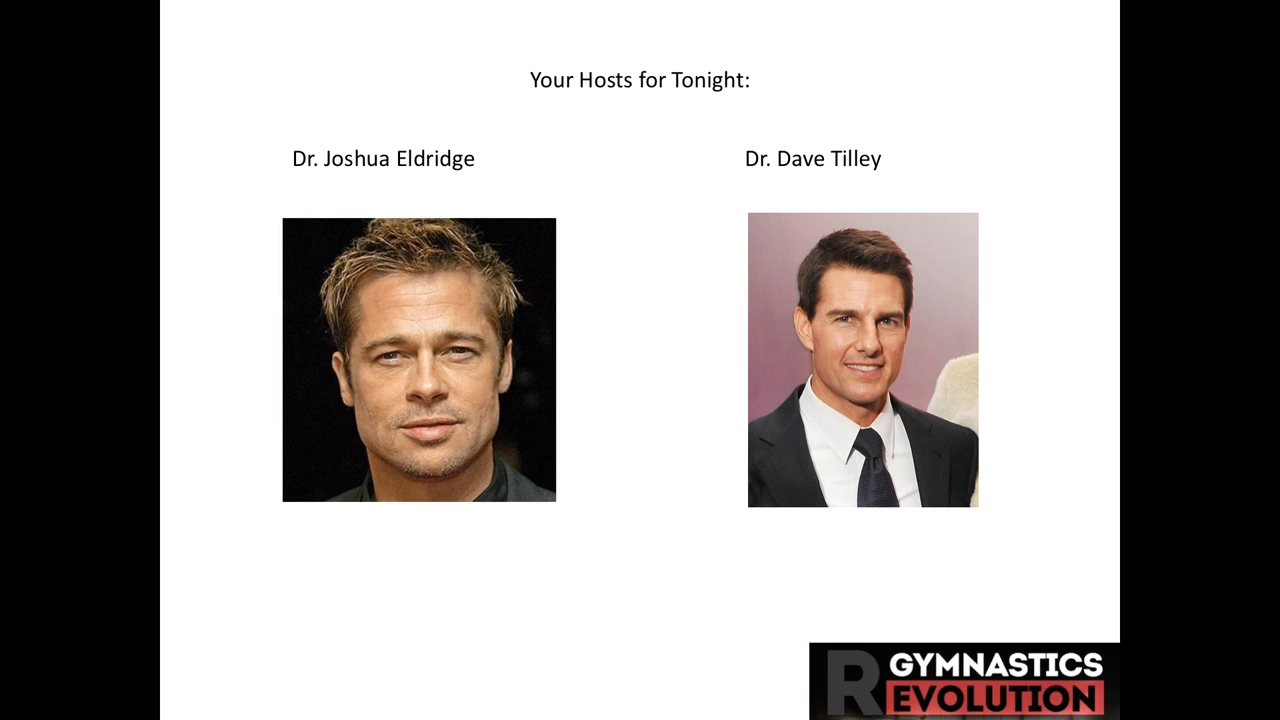 Your Hosts for Tonight:
Dr. Joshua Eldridge
Dr. Dave Tilley
R GYMNASTICS
EVOLUTION